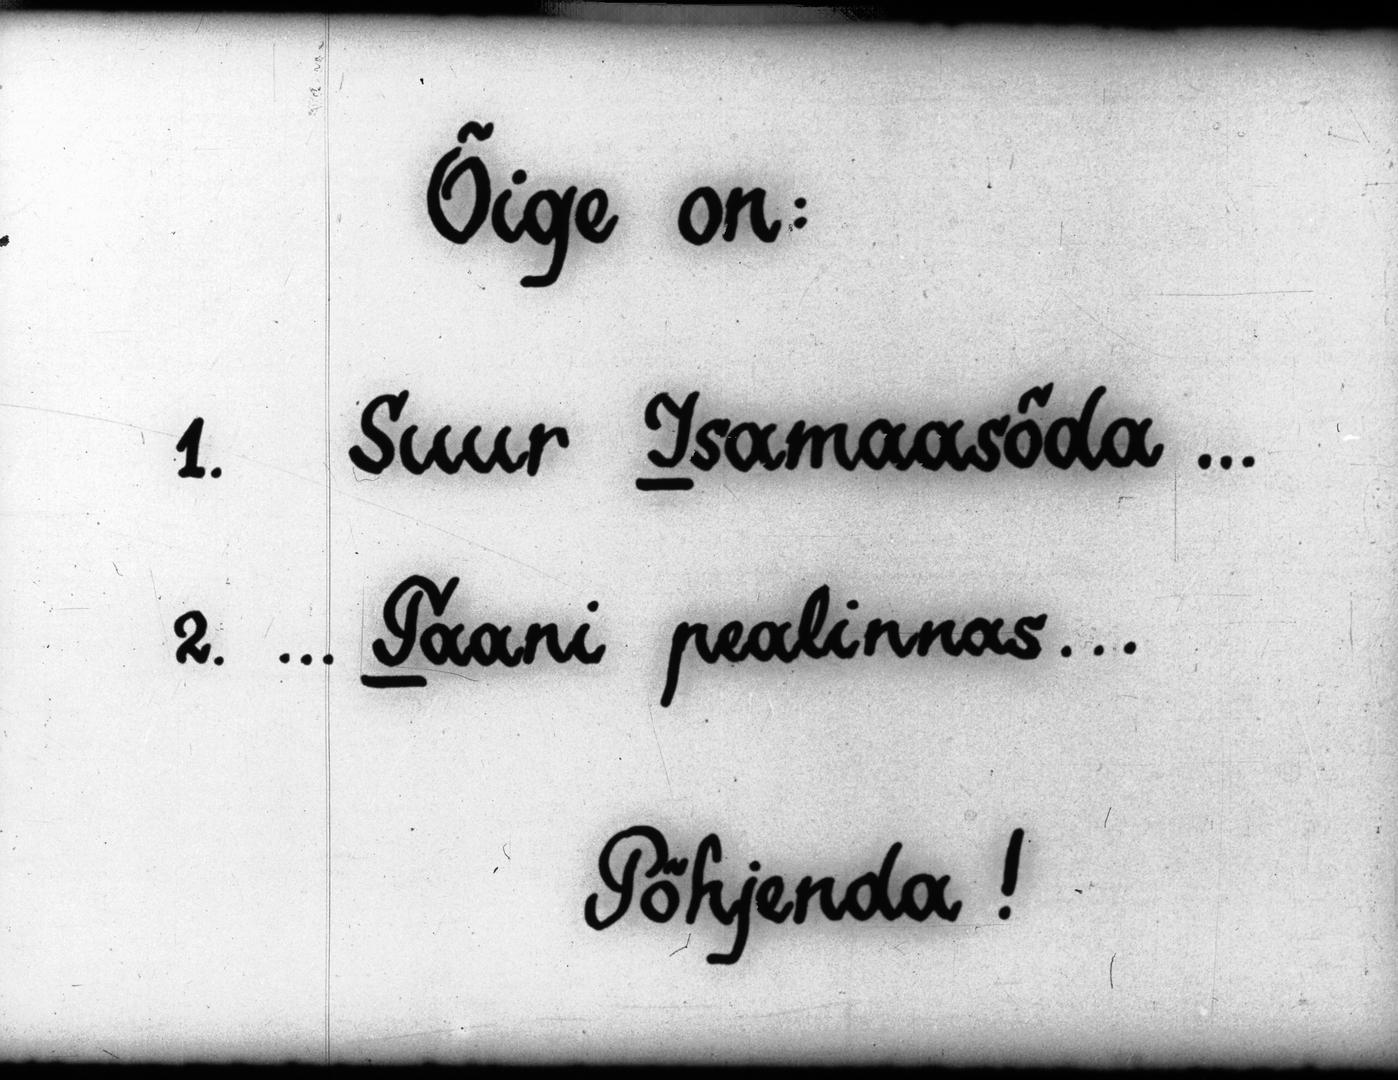 Õige on:
1. Suur Isamaasõda ...
2. ... Taani pealinnas ...
Põhjenda !